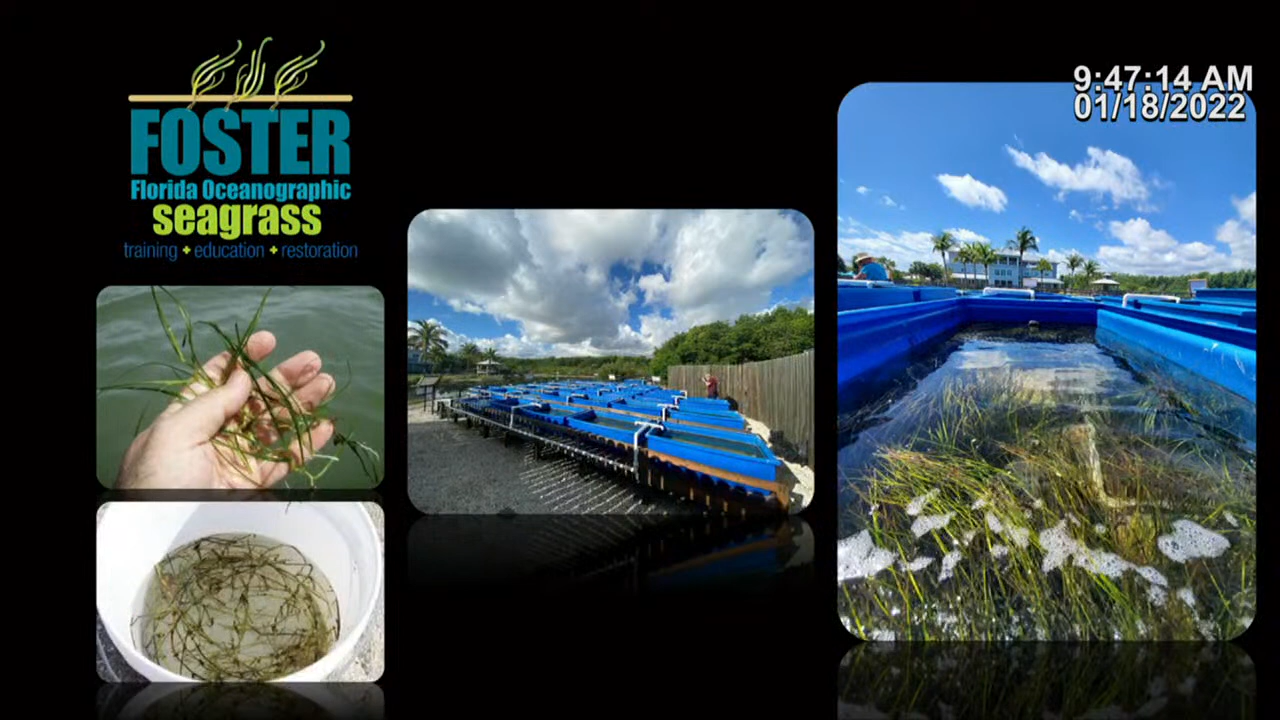 FOSTER
Florida Oceanographic
seagrass
training + education + restoration
9:47:14 AM
01/18/2022